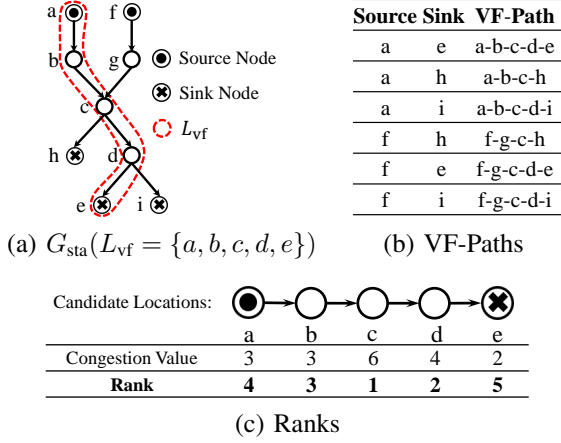 a
f
b
g
c
h
d
e
i
Source Node
Sink Node
L_vf
(a) G_sta(L_vf = {a, b, c, d, e})
Source Sink VF-Path
a e a-b-c-d-e
a h a-b-c-h
a i a-b-c-d-i
f h f-g-c-h
f e f-g-c-d-e
f i f-g-c-d-i
(b) VF-Paths
Candidate Locations:
a b c d e
Congestion Value 3 3 6 4 2
Rank 4 3 1 2 5
(c) Ranks